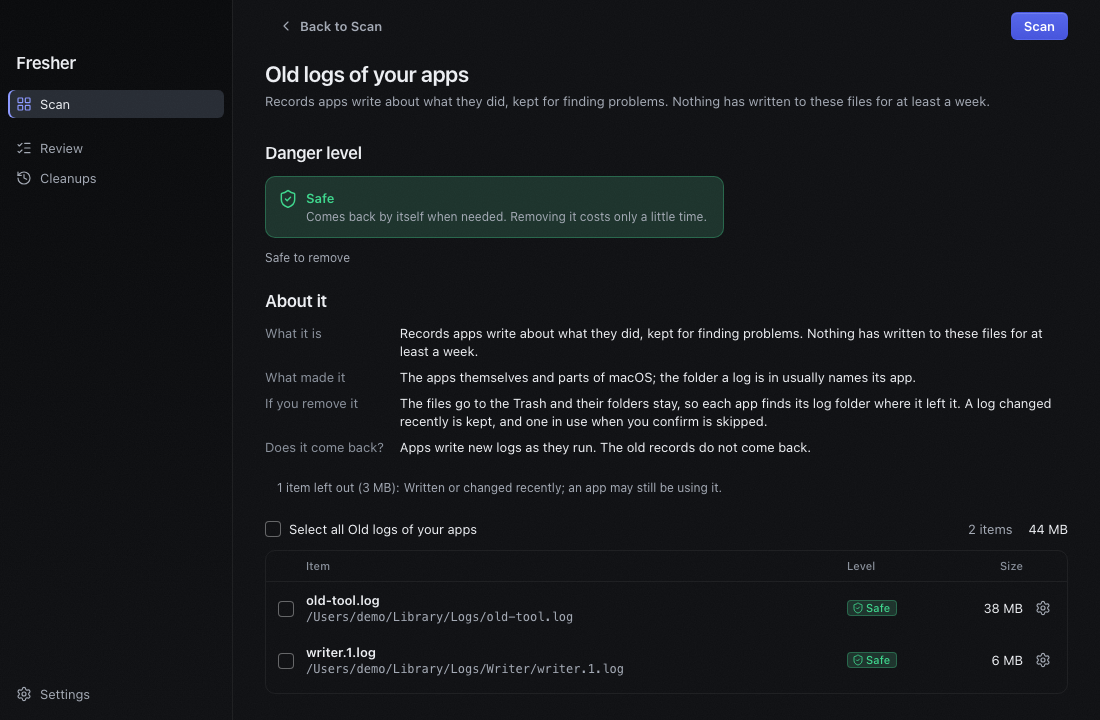 Back to Scan
Scan
Fresher
Scan
Review
Cleanups
Settings
Old logs of your apps
Records apps write about what they did, kept for finding problems. Nothing has written to these files for at least a week.
Danger level
Safe
Comes back by itself when needed. Removing it costs only a little time.
Safe to remove
About it
What it is
Records apps write about what they did, kept for finding problems. Nothing has written to these files for at
least a week.
What made it
The apps themselves and parts of macOS; the folder a log is in usually names its app.
If you remove it
The files go to the Trash and their folders stay, so each app finds its log folder where it left it. A log changed
recently is kept, and one in use when you confirm is skipped.
Does it come back?
Apps write new logs as they run. The old records do not come back.
1 item left out (3 MB): Written or changed recently; an app may still be using it.
Select all Old logs of your apps
2 items 44 MB
Item Level Size
old-tool.log
/Users/demo/Library/Logs/old-tool.log
Safe
38 MB
writer.1.log
/Users/demo/Library/Logs/Writer/writer.1.log
Safe
6 MB